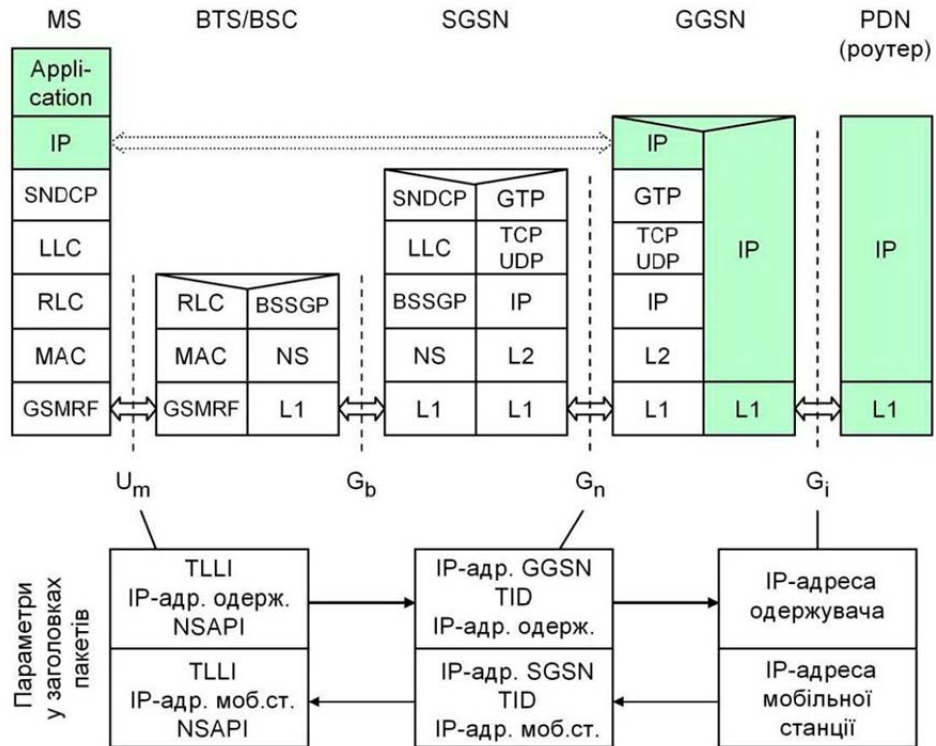 MS
BTS/BSC
SGSN
GGSN
PDN
(роутер)
Appli-
cation
IP
SNDCP
LLC
RLC
MAC
GSMRF
RLC
BSSGP
MAC
NS
GSMRF
L1
SNDCP
GTP
LLC
TCP
UDP
BSSGP
IP
NS
L2
L1
L1
IP
GTP
TCP
UDP
IP
L2
L1
IP
L1
IP
L1
Um
Gb
Gn
Gi
Параметри
у заголовках
пакетів
TLLI
IP-адр. одерж.
NSAPI
IP-адр. GGSN
TID
IP-адр. одерж.
IP-адреса
одержувача
TLLI
IP-адр. моб.ст.
NSAPI
IP-адр. SGSN
TID
IP-адр. моб.ст.
IP-адреса
мобільної
станції